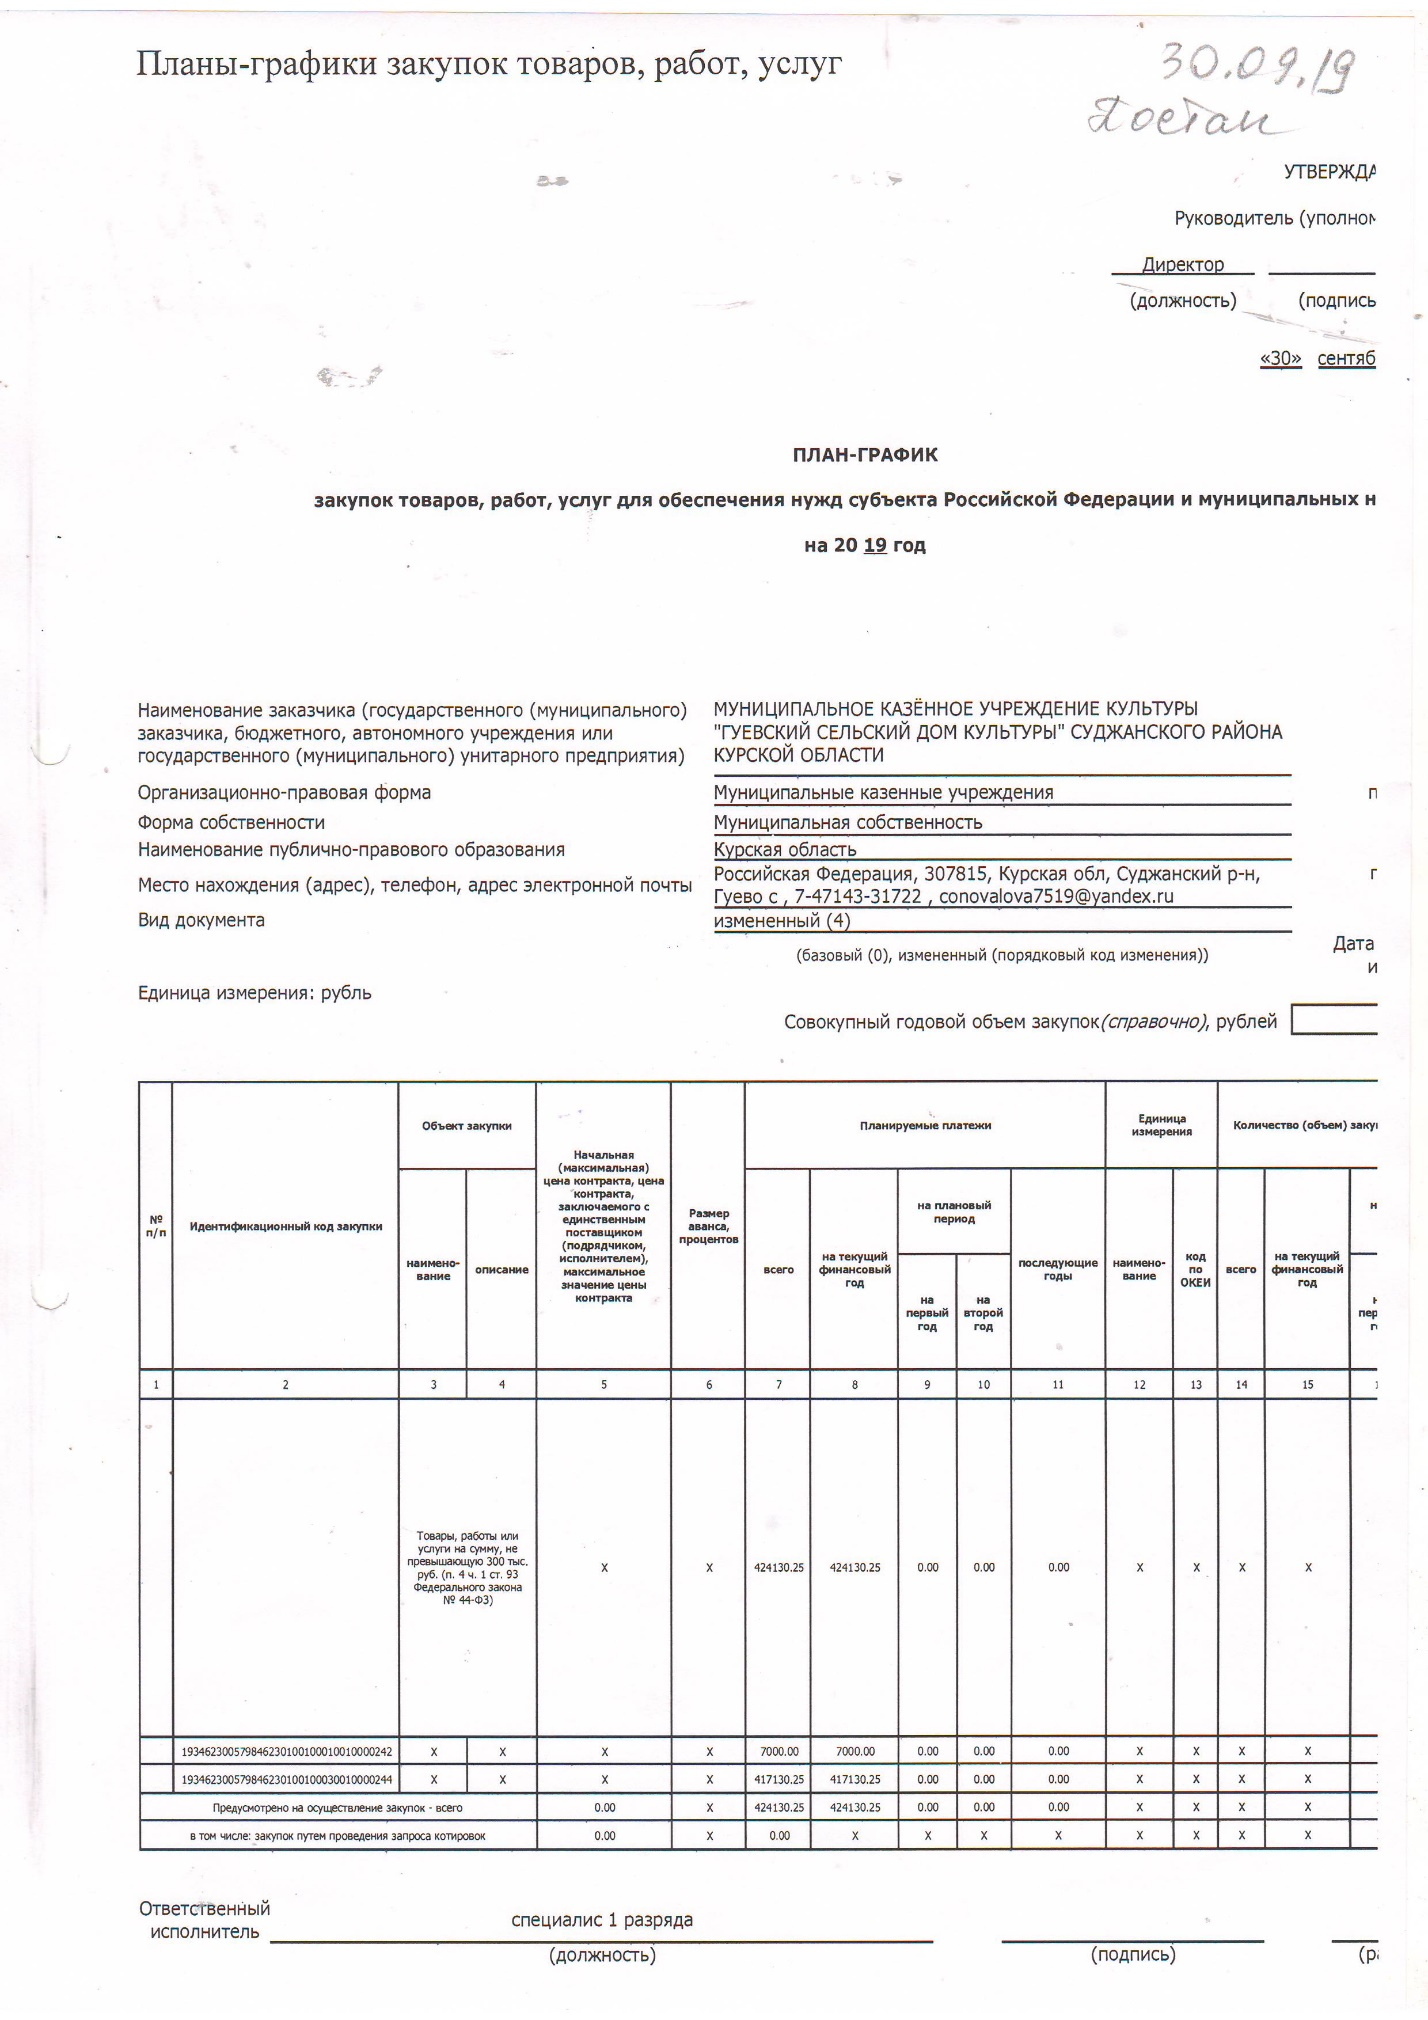 Планы-графики закупок товаров, работ, услуг
30.09.19
УТВЕРЖДА
Руководитель (уполном
Директор
(должность) (подпись
«30» сентяб
ПЛАН-ГРАФИК
закупок товаров, работ, услуг для обеспечения нужд субъекта Российской Федерации и муниципальных н
на 20 19 год
Наименование заказчика (государственного (муниципального) заказчика, бюджетного, автономного учреждения или государственного (муниципального) унитарного предприятия)
МУНИЦИПАЛЬНОЕ КАЗЁННОЕ УЧРЕЖДЕНИЕ КУЛЬТУРЫ
"ГУЕВСКИЙ СЕЛЬСКИЙ ДОМ КУЛЬТУРЫ" СУДЖАНСКОГО РАЙОНА
КУРСКОЙ ОБЛАСТИ
Организационно-правовая форма Муниципальные казенные учреждения п
Форма собственности Муниципальная собственность
Наименование публично-правового образования Курская область
Место нахождения (адрес), телефон, адрес электронной почты
Российская Федерация, 307815, Курская обл, Суджанский р-н, г
Гуево с , 7-47143-31722 , conovalova7519@yandex.ru
Вид документа измененный (4)
Дата
(базовый (0), измененный (порядковый код изменения))
и
Единица измерения: рубль
Совокупный годовой объем закупок(справочно), рублей
№ п/п
Идентификационный код закупки
Объект закупки
наимено-
вание
описание
Начальная
(максимальная)
цена контракта, цена
контракта,
заключаемого с
единственным
поставщиком
(подрядчиком,
исполнителем),
максимальное
значение цены
контракта
Размер
аванса,
процентов
Планируемые платежи
всего
на текущий
финансовый
год
на плановый
период
на
первый
год
на
второй
год
последующие
годы
Единица
измерения
наимено-
вание
код
по
ОКЕИ
Количество (объем) заку
всего
на текущий
финансовый
год
н
н
пер
г
1 2 3 4 5 6 7 8 9 10 11 12 13 14 15 1
Товары, работы или
услуги на сумму, не
превышающую 300 тыс.
руб. (п. 4 ч. 1 ст. 93
Федерального закона
№ 44-ФЗ)
X X 424130.25 424130.25 0.00 0.00 0.00 X X X X
193462300579846230100100010010000242 X X X X 7000.00 7000.00 0.00 0.00 0.00 X X X X
193462300579846230100100030010000244 X X X X 417130.25 417130.25 0.00 0.00 0.00 X X X X
Предусмотрено на осуществление закупок - всего 0.00 X 424130.25 424130.25 0.00 0.00 0.00 X X X X
в том числе: закупок путем проведения запроса котировок 0.00 X 0.00 X X X X X X X X
Ответственный
исполнитель
специалис 1 разряда
(должность) (подпись) (ра